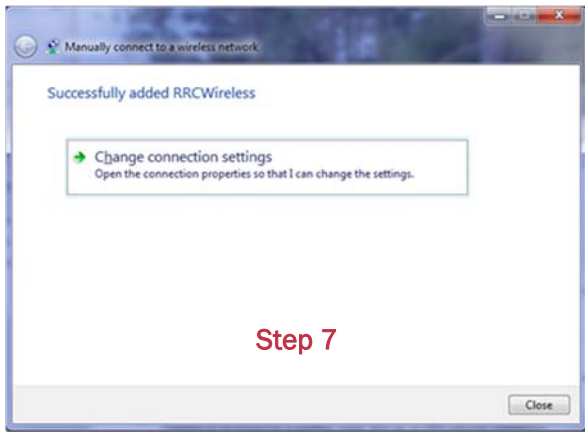 Manually connect to a wireless network
Successfully added RRCWireless
Change connection settings
Open the connection properties so that I can change the settings.
Step 7
Close